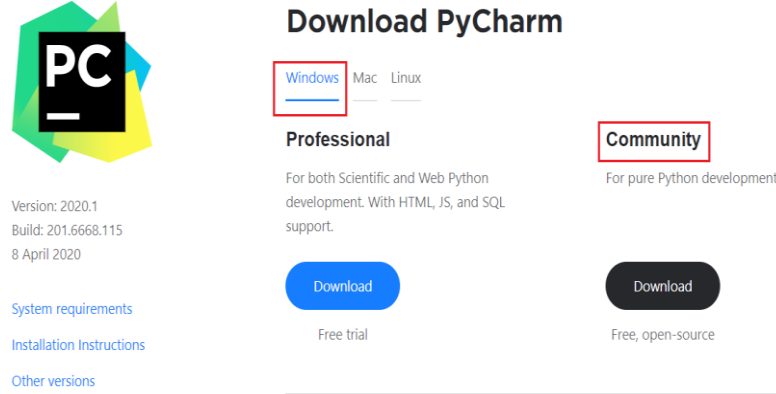 PC
Download PyCharm
Windows Mac Linux
Professional
For both Scientific and Web Python
development. With HTML, JS, and SQL
support.
Download
Free trial
Community
For pure Python development
Download
Free, open-source
Version: 2020.1
Build: 201.6668.115
8 April 2020
System requirements
Installation Instructions
Other versions